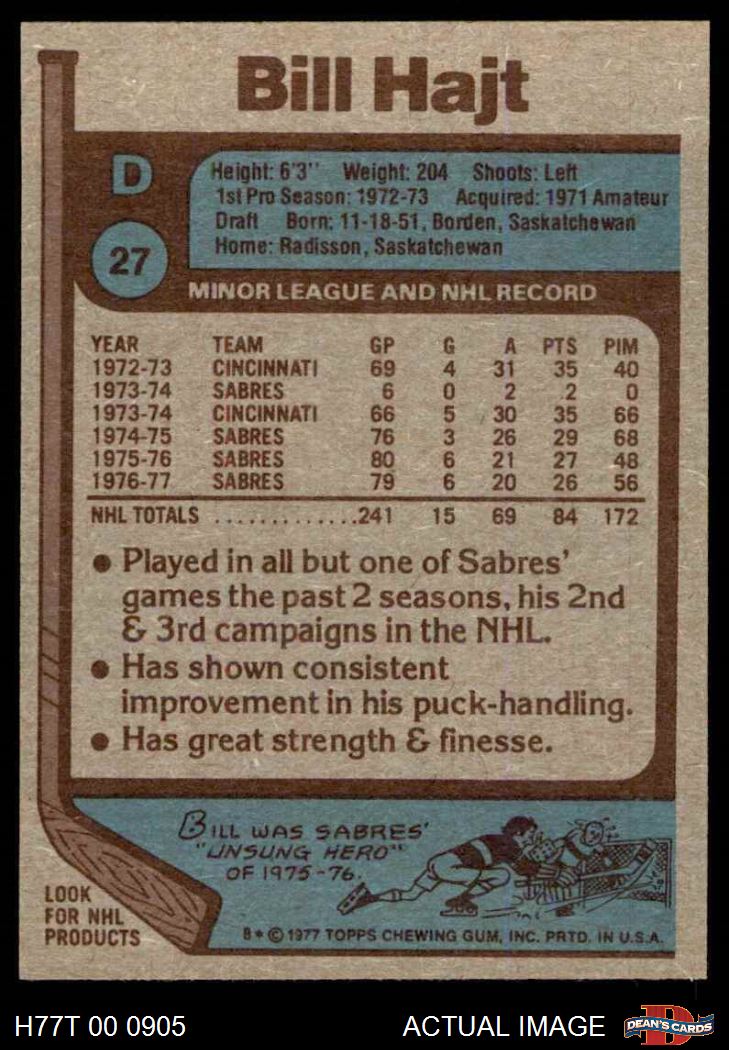 Bill Hajt
D
27
Height: 6'3'' Weight: 204 Shoots: Left
1st Pro Season: 1972-73 Acquired: 1971 Amateur
Draft Born: 11-18-51, Borden, Saskatchewan
Home: Radisson, Saskatchewan
MINOR LEAGUE AND NHL RECORD
YEAR TEAM GP G A PTS PIM
1972-73 CINCINNATI 69 4 31 35 40
1973-74 SABRES 6 0 2 .2 0
1973-74 CINCINNATI 66 5 30 35 66
1974-75 SABRES 76 3 26 29 68
1975-76 SABRES 80 6 21 27 48
1976-77 SABRES 79 6 20 26 56
NHL TOTALS .............241 15 69 84 172
● Played in all but one of Sabres'
games the past 2 seasons, his 2nd
& 3rd campaigns in the NHL.
● Has shown consistent
improvement in his puck-handling.
● Has great strength & finesse.
BILL WAS SABRES'
"UNSUNG HERO"
OF 1975-76.
LOOK
FOR NHL
PRODUCTS
8* © 1977 TOPPS CHEWING GUM, INC. PRTD. IN U.S.A.
H77T 00 0905 ACTUAL IMAGE
D
DEAN'S CARDS